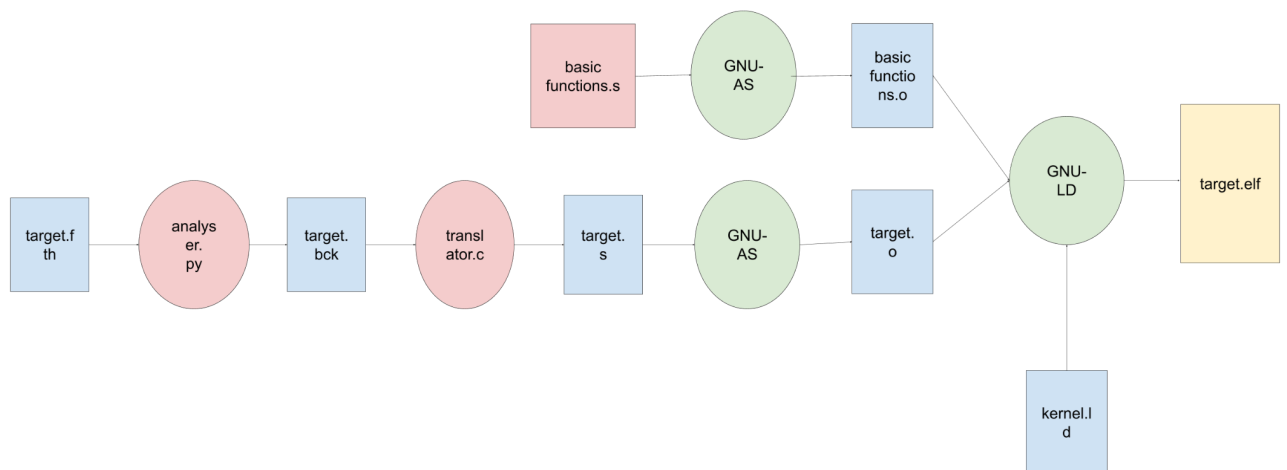 basic
functions.s
GNU-
AS
basic
functio
ns.o
GNU-
LD
target.elf
target.f
th
analys
er.
py
target.
bck
transl
ator.c
target.
s
GNU-
AS
target.
o
kernel.l
d